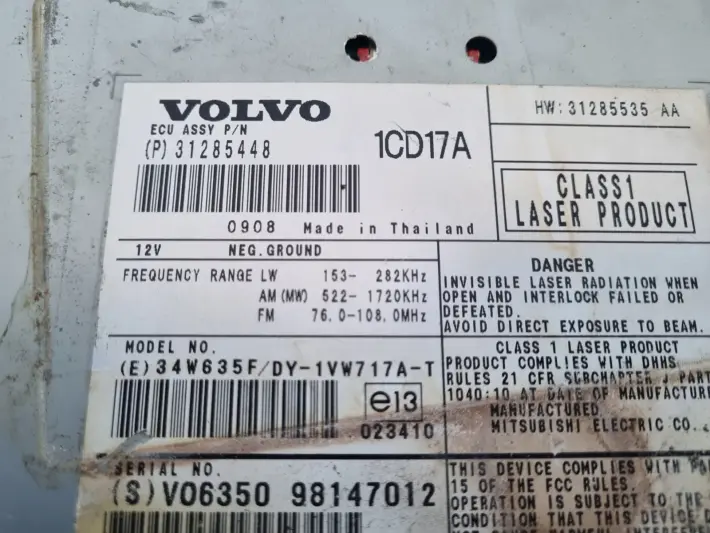 VOLVO
ECU ASSY P/N
(P) 31285448
1CD17A
0908 Made in Thailand
HW:31285535 AA
CLASS1
LASER PRODUCT
12V NEG.GROUND
FREQUENCY RANGE LW 153- 282KHz
AM(MW) 522-1720KHz
FM 76.0-108.0MHz
DANGER
INVISIBLE LASER RADIATION WHEN
OPEN AND INTERLOCK FAILED OR
DEFEATED.
AVOID DIRECT EXPOSURE TO BEAM.
MODEL NO.
(E)34W635F/DY-1VW717A-T
e13
023410
CLASS 1 LASER PRODUCT
PRODUCT COMPLIES WITH DHHS
RULES 21 CFR SUBCHAPTER J PART
1040:10 AT DATE OF MANUFACTURE
MANUFACTURED
MITSUBISHI ELECTRIC CO..
SERIAL NO.
(S)V06350 98147012
THIS DEVICE COMPLIES WITH
15 OF THE FCC RULES.
OPERATION IS SUBJECT TO THE
CONDITION THAT THIS DEVICE